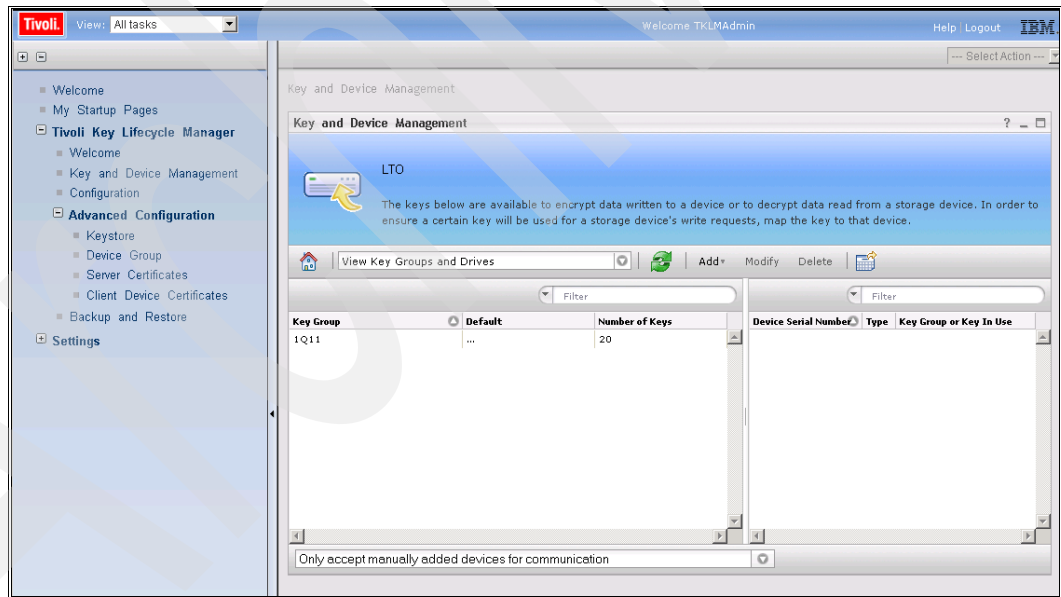 Tivoli. View: All tasks Welcome TKLMAdmin Help Logout IBM.
--- Select Action ---
Welcome
My Startup Pages
Tivoli Key Lifecycle Manager
Welcome
Key and Device Management
Configuration
Advanced Configuration
Keystore
Device Group
Server Certificates
Client Device Certificates
Backup and Restore
Settings
Key and Device Management
Key and Device Management ?
LTO
The keys below are available to encrypt data written to a device or to decrypt data read from a storage device. In order to
ensure a certain key will be used for a storage device's write requests, map the key to that device.
View Key Groups and Drives Add Modify Delete
Filter Filter
Key Group Default Number of Keys Device Serial Number Type Key Group or Key In Use
1Q11 ... 20
Only accept manually added devices for communication